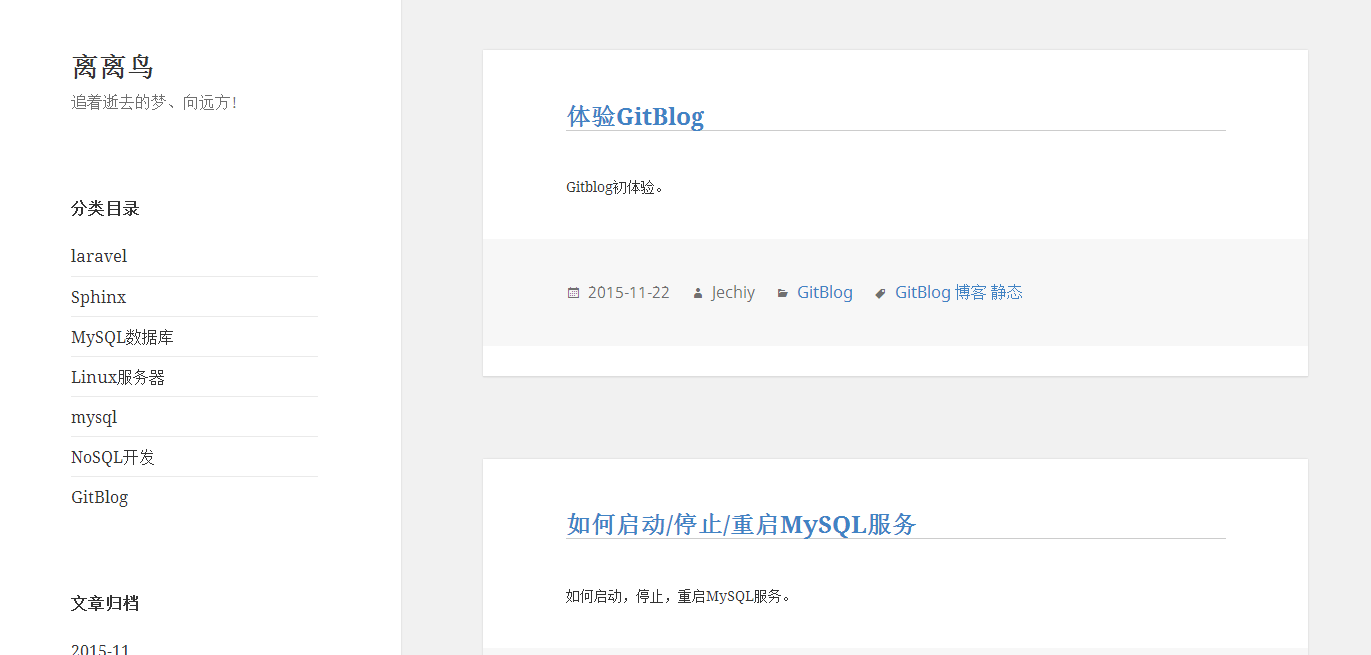 离离鸟
追着逝去的梦、向远方!
分类目录
laravel
Sphinx
MySQL数据库
Linux服务器
mysql
NoSQL开发
GitBlog
文章归档
2015-11
体验GitBlog
Gitblog初体验。
2015-11-22 Jechiy GitBlog GitBlog 博客 静态
如何启动/停止/重启MySQL服务
如何启动，停止，重启MySQL服务。